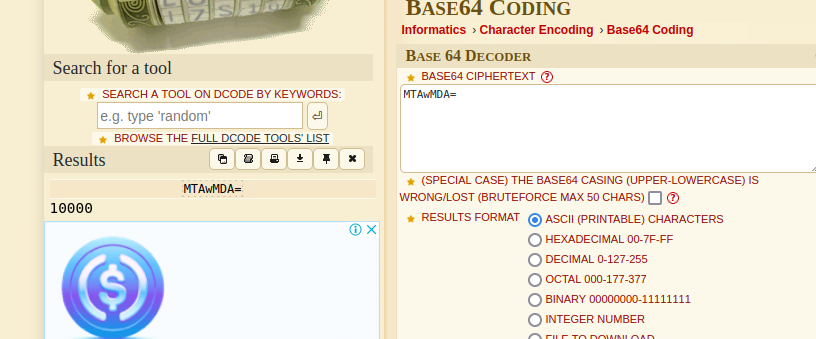 Search for a tool
SEARCH A TOOL ON DCODE BY KEYWORDS:
e.g. type 'random'
BROWSE THE FULL DCODE TOOLS' LIST
Results
MTAwMDA=
10000
BASE64 CODING
Informatics › Character Encoding › Base64 Coding
BASE 64 DECODER
BASE64 CIPHERTEXT ?
MTAwMDA=
(SPECIAL CASE) THE BASE64 CASING (UPPER-LOWERCASE) IS
WRONG/LOST (BRUTEFORCE MAX 50 CHARS) ?
RESULTS FORMAT
ASCII (PRINTABLE) CHARACTERS
HEXADECIMAL 00-7F-FF
DECIMAL 0-127-255
OCTAL 000-177-377
BINARY 00000000-11111111
INTEGER NUMBER
FILE TO DOWNLOAD